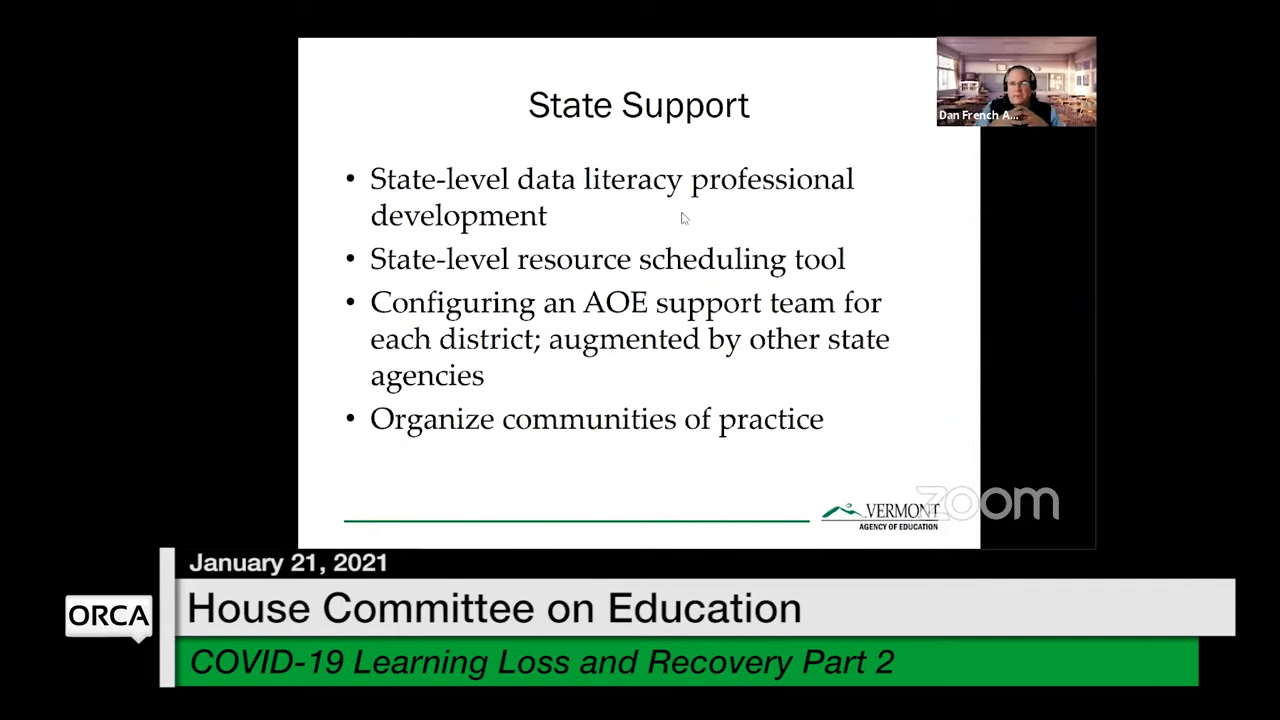 State Support
Dan French A...
• State-level data literacy professional
development
• State-level resource scheduling tool
• Configuring an AOE support team for
each district; augmented by other state
agencies
• Organize communities of practice
VERMONT
AGENCY OF EDUCATION
zoom
January 21, 2021
ORCA
House Committee on Education
COVID-19 Learning Loss and Recovery Part 2